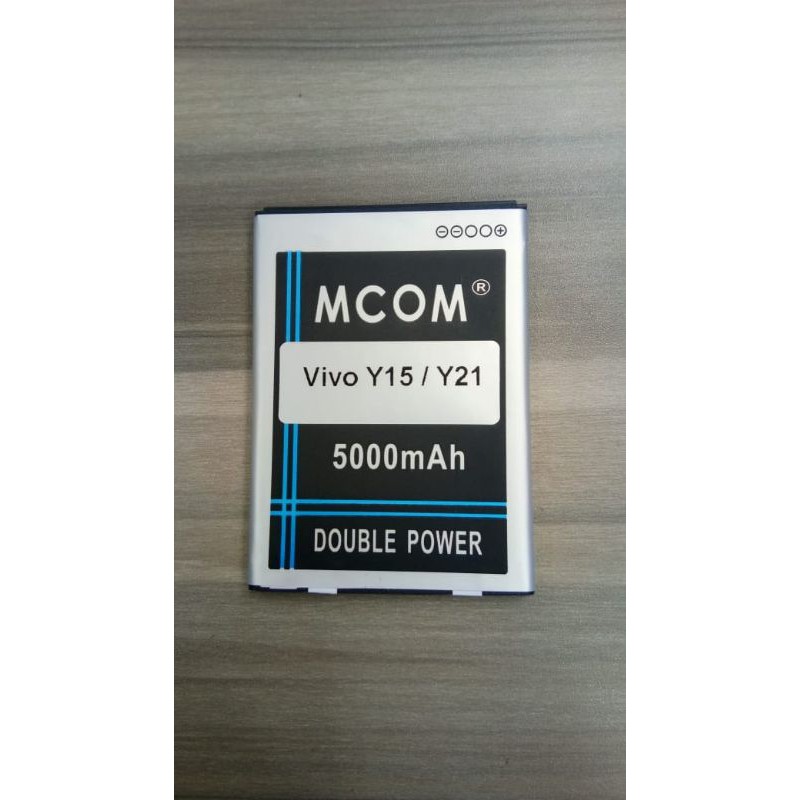 ⊖⊖○○⊕
MCOM®
Vivo Y15 / Y21
5000mAh
DOUBLE POWER